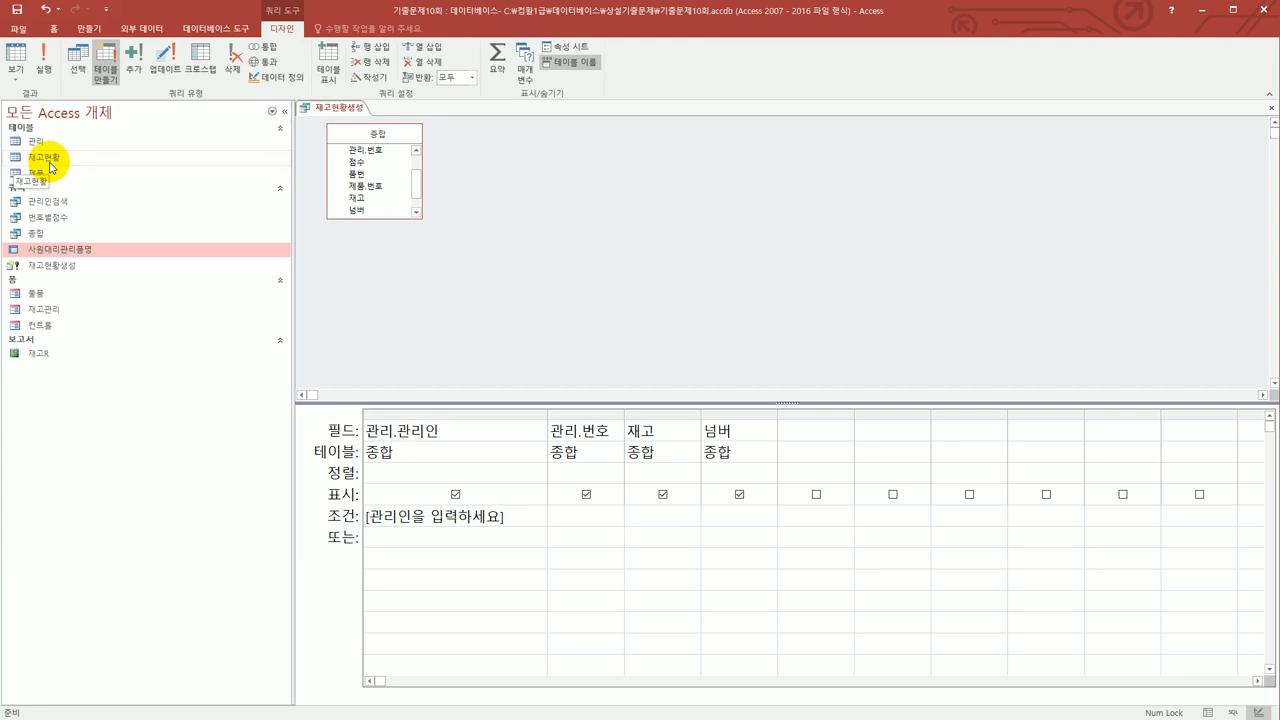 쿼리 도구
기출문제10회 : 데이터베이스- C:₩컴활1급₩데이터베이스₩상설기출문제₩기출문제10회.accdb (Access 2007 - 2016 파일 형식) - Access
파일 홈 만들기 외부 데이터 데이터베이스 도구 디자인 수행할 작업을 알려 주세요.
보기
실행
결과
선택
테이블 만들기
추가
업데이트
크로스탭
삭제
통합
통과
데이터 정의
쿼리 유형
테이블 표시
행 삽입
행 삭제
작성기
열 삽입
열 삭제
반환: 모두
쿼리 설정
요약
매개 변수
속성 시트
테이블 이름
표시/숨기기
모든 Access 개체
테이블
관리
재고현황
재고현황
관리인검색
번호별점수
종합
사원대리관리품명
재고현황생성
폼
재고관리
컨트롤
보고서
재고R
재고현황생성
종합
관리.번호
점수
품번
제품.번호
재고
넘버
필드: 관리.관리인 관리.번호 재고 넘버
테이블: 종합 종합 종합 종합
정렬:
표시:
조건: [관리인을 입력하세요]
또는:
준비
Num Lock
SQL